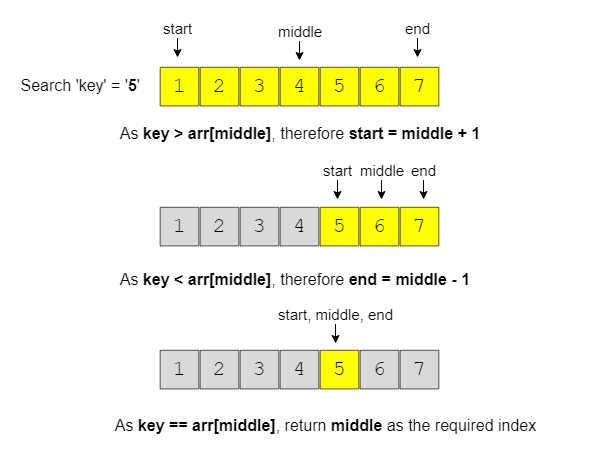 start middle end
Search 'key' = '5' 1 2 3 4 5 6 7
As key > arr[middle], therefore start = middle + 1
start middle end
1 2 3 4 5 6 7
As key < arr[middle], therefore end = middle - 1
start, middle, end
1 2 3 4 5 6 7
As key == arr[middle], return middle as the required index